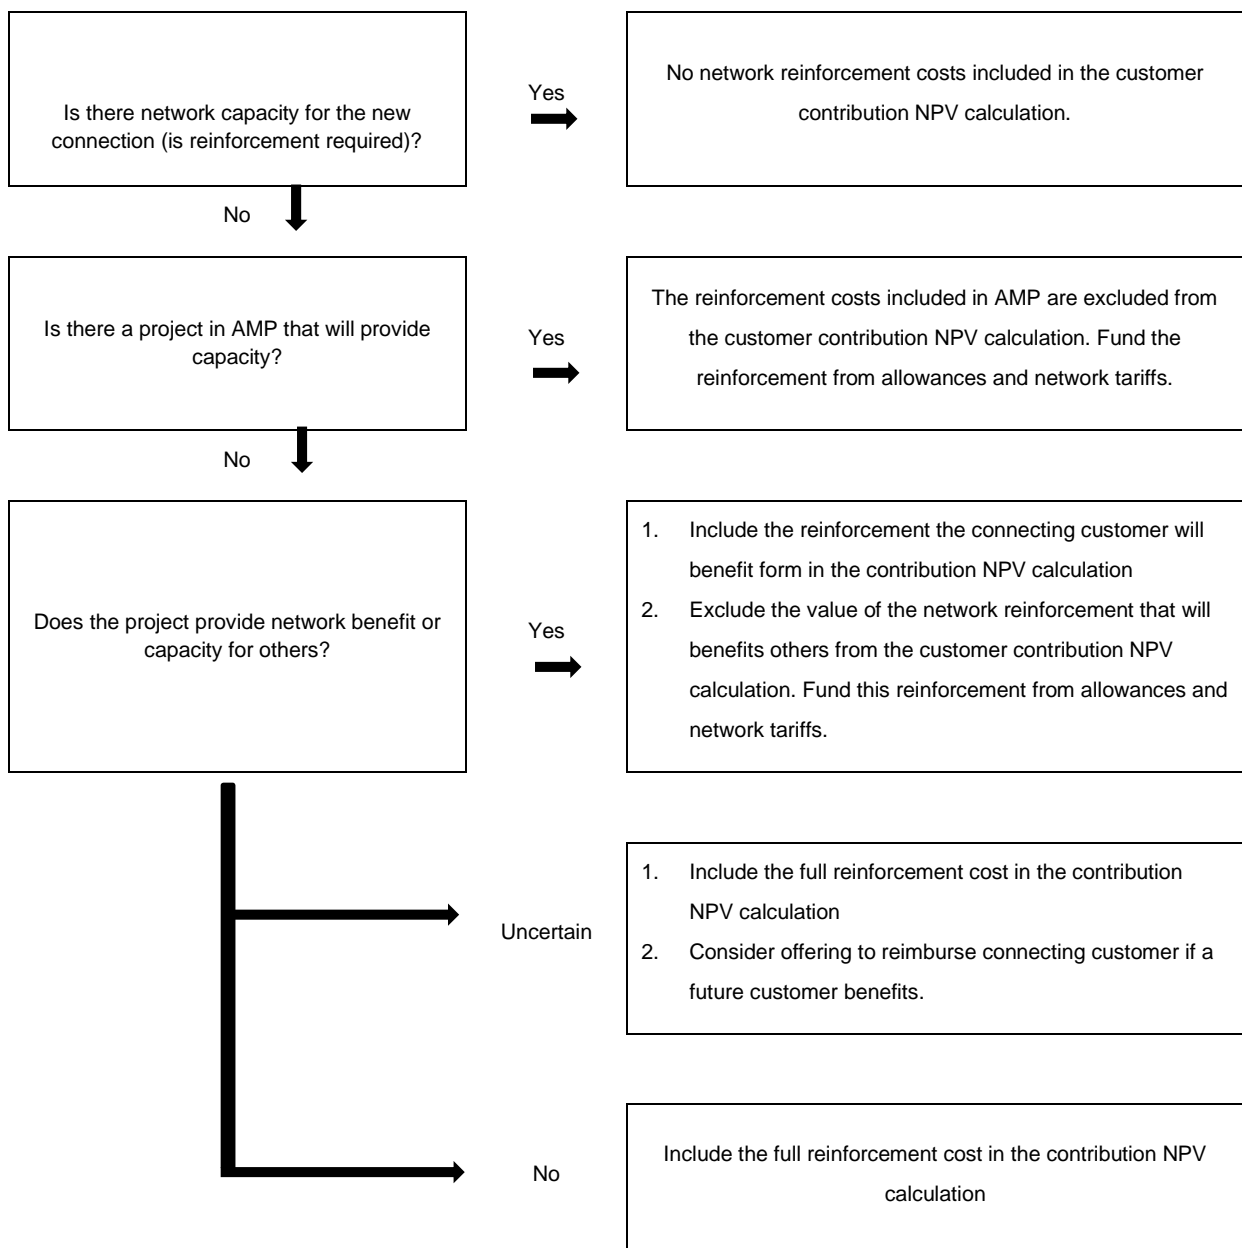 Is there network capacity for the new
connection (is reinforcement required)?
Yes
No network reinforcement costs included in the customer
contribution NPV calculation.
No
Is there a project in AMP that will provide
capacity?
Yes
The reinforcement costs included in AMP are excluded from
the customer contribution NPV calculation. Fund the
reinforcement from allowances and network tariffs.
No
Does the project provide network benefit or
capacity for others?
Yes
1. Include the reinforcement the connecting customer will
benefit form in the contribution NPV calculation
2. Exclude the value of the network reinforcement that will
benefits others from the customer contribution NPV
calculation. Fund this reinforcement from allowances and
network tariffs.
Uncertain
1. Include the full reinforcement cost in the contribution
NPV calculation
2. Consider offering to reimburse connecting customer if a
future customer benefits.
No
Include the full reinforcement cost in the contribution NPV
calculation